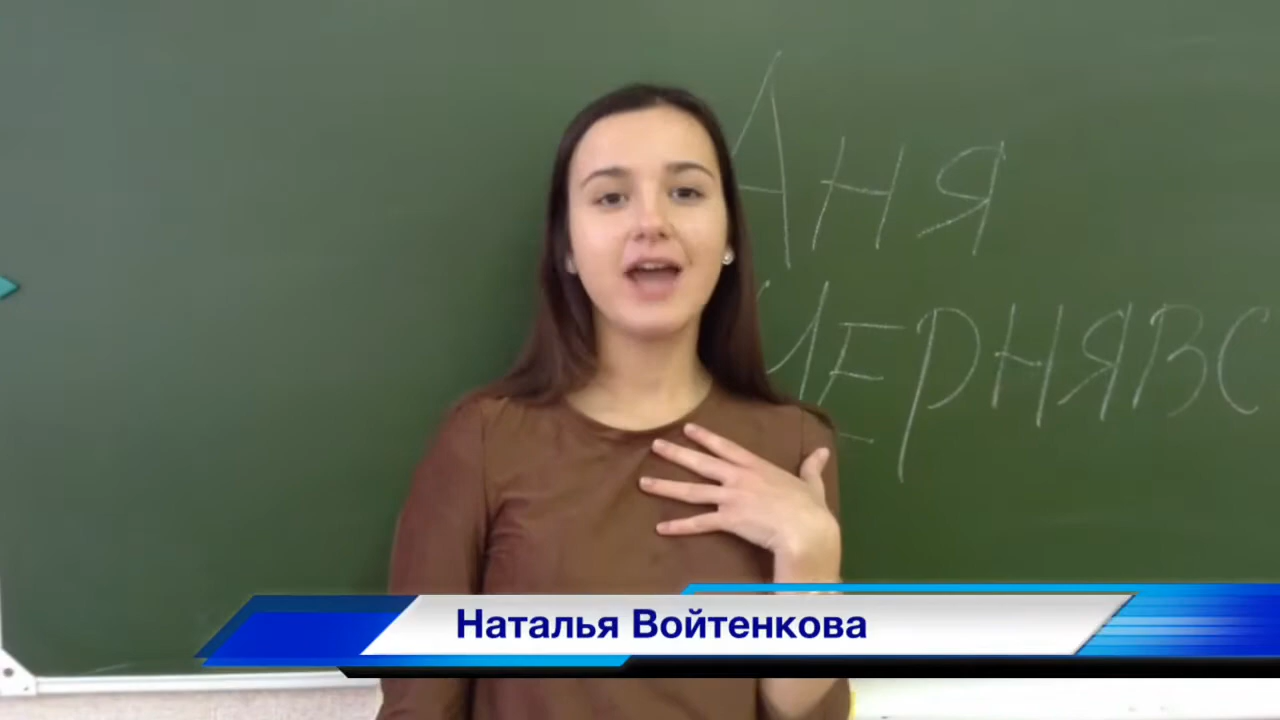 Аня
Чернявс
Наталья Войтенкова